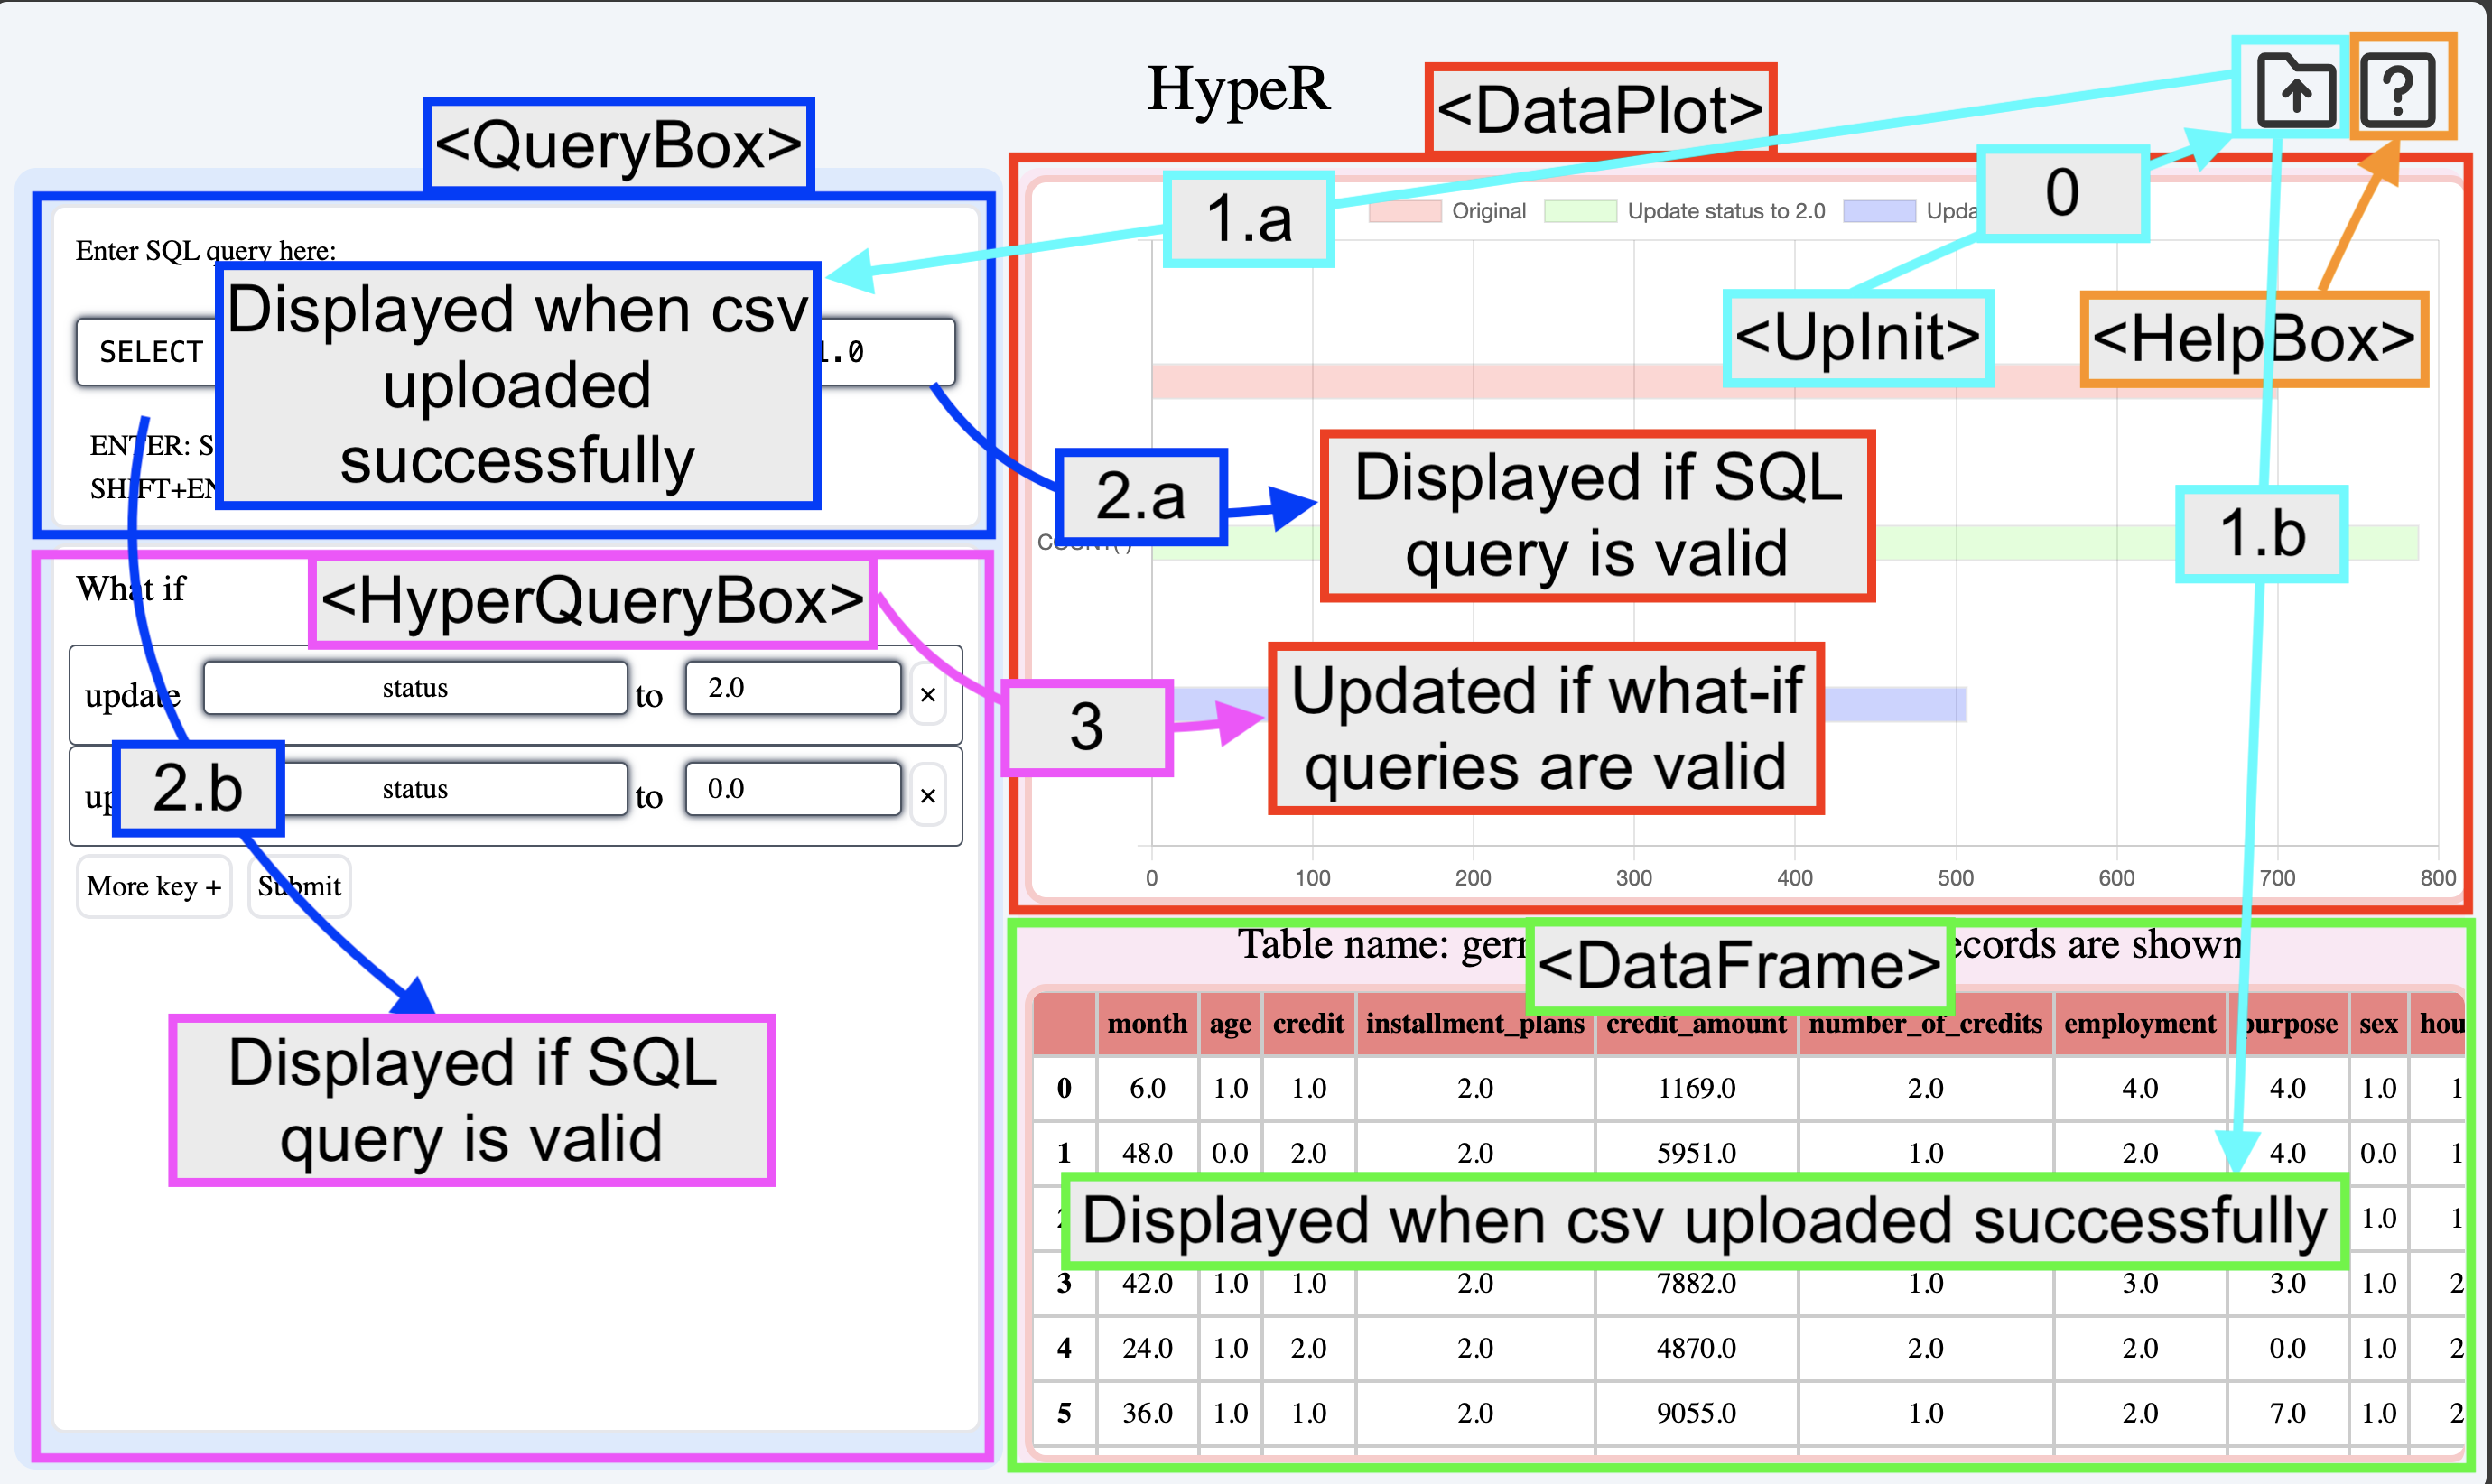 HypeR
<DataPlot>
<QueryBox>
Enter SQL query here:
SELECT
1.0
ENTER:
Displayed when csv
uploaded
successfully
1.a
0
Original
Update status to 2.0
<UpInit>
<HelpBox>
2.a
Displayed if SQL
query is valid
1.b
What if
<HyperQueryBox>
update status to 2.0 ×
status to 0.0 ×
2.b
More key +
Submit
3
Updated if what-if
queries are valid
0 100 200 300 400 500 600 700 800
Displayed if SQL
query is valid
Table name:
<DataFrame>
are shown
month age credit installment_plans credit_amount number_of_credits employment purpose sex
0 6.0 1.0 1.0 2.0 1169.0 2.0 4.0 4.0 1.0 1
1 48.0 0.0 2.0 2.0 5951.0 1.0 2.0 4.0 0.0 1
1.0 1
Displayed when csv uploaded successfully
3 42.0 1.0 1.0 2.0 7882.0 1.0 3.0 3.0 1.0 2
4 24.0 1.0 2.0 2.0 4870.0 2.0 2.0 0.0 1.0 2
5 36.0 1.0 1.0 2.0 9055.0 1.0 2.0 7.0 1.0 2